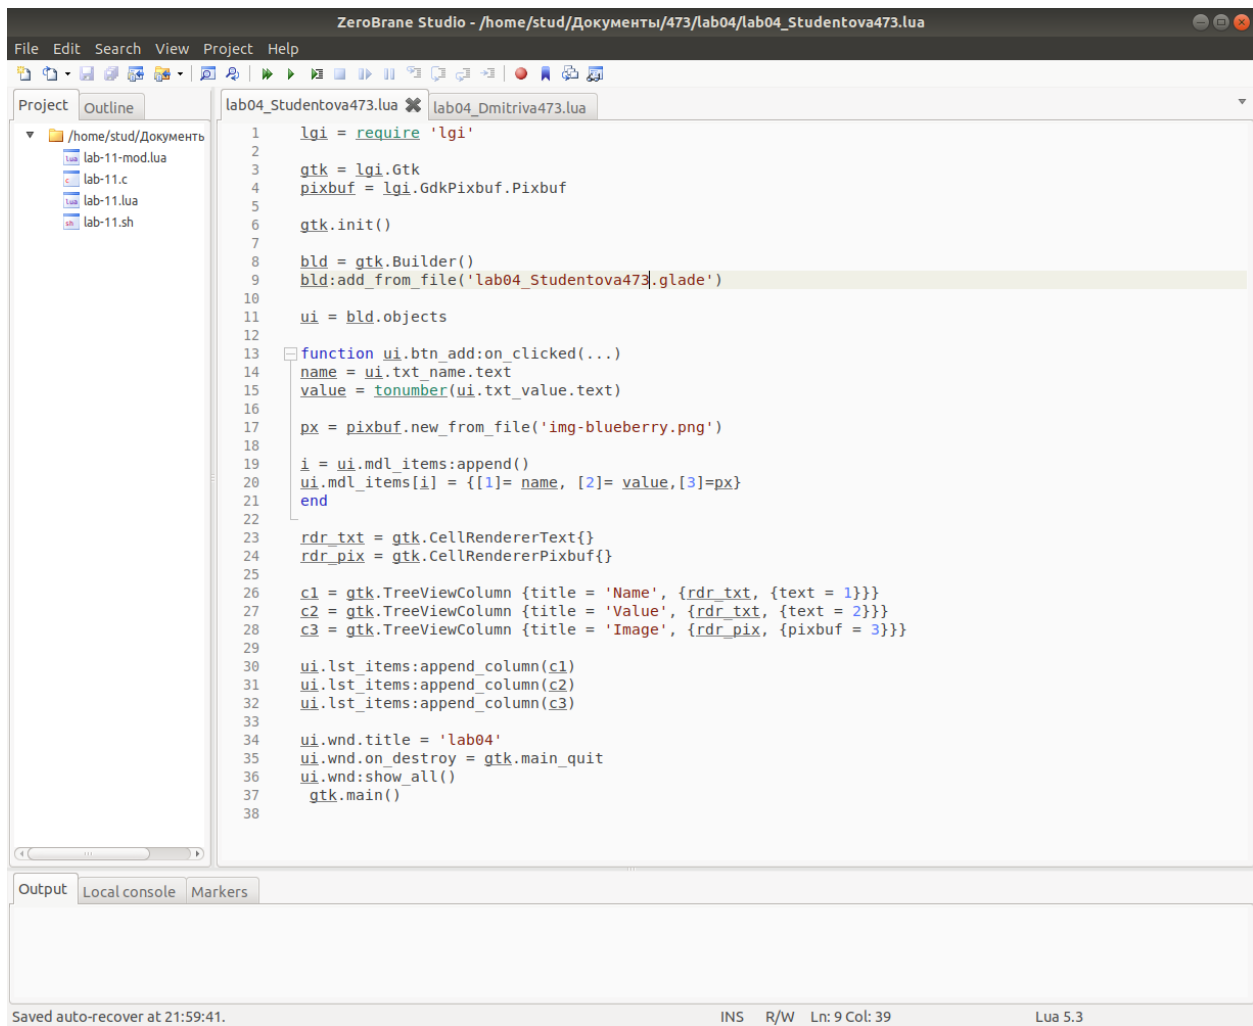 ZeroBrane Studio - /home/stud/Документы/473/lab04/lab04_Studentova473.lua
File Edit Search View Project Help
Project Outline
lab04_Studentova473.lua lab04_Dmitriva473.lua
/home/stud/Документь
lab-11-mod.lua
lab-11.c
lab-11.lua
lab-11.sh
1 lgi = require 'lgi'
2
3 gtk = lgi.Gtk
4 pixbuf = lgi.GdkPixbuf.Pixbuf
5
6 gtk.init()
7
8 bld = gtk.Builder()
9 bld:add_from_file('lab04_Studentova473.glade')
10
11 ui = bld.objects
12
13 function ui.btn_add:on_clicked(...)
14 name = ui.txt_name.text
15 value = tonumber(ui.txt_value.text)
16
17 px = pixbuf.new_from_file('img-blueberry.png')
18
19 i = ui.mdl_items:append()
20 ui.mdl_items[i] = {[1]= name, [2]= value,[3]=px}
21 end
22
23 rdr_txt = gtk.CellRendererText{}
24 rdr_pix = gtk.CellRendererPixbuf{}
25
26 c1 = gtk.TreeViewColumn {title = 'Name', {rdr_txt, {text = 1}}}
27 c2 = gtk.TreeViewColumn {title = 'Value', {rdr_txt, {text = 2}}}
28 c3 = gtk.TreeViewColumn {title = 'Image', {rdr_pix, {pixbuf = 3}}}
29
30 ui.lst_items:append_column(c1)
31 ui.lst_items:append_column(c2)
32 ui.lst_items:append_column(c3)
33
34 ui.wnd.title = 'lab04'
35 ui.wnd.on_destroy = gtk.main_quit
36 ui.wnd:show_all()
37 gtk.main()
38
Output Local console Markers
Saved auto-recover at 21:59:41. INS R/W Ln: 9 Col: 39 Lua 5.3